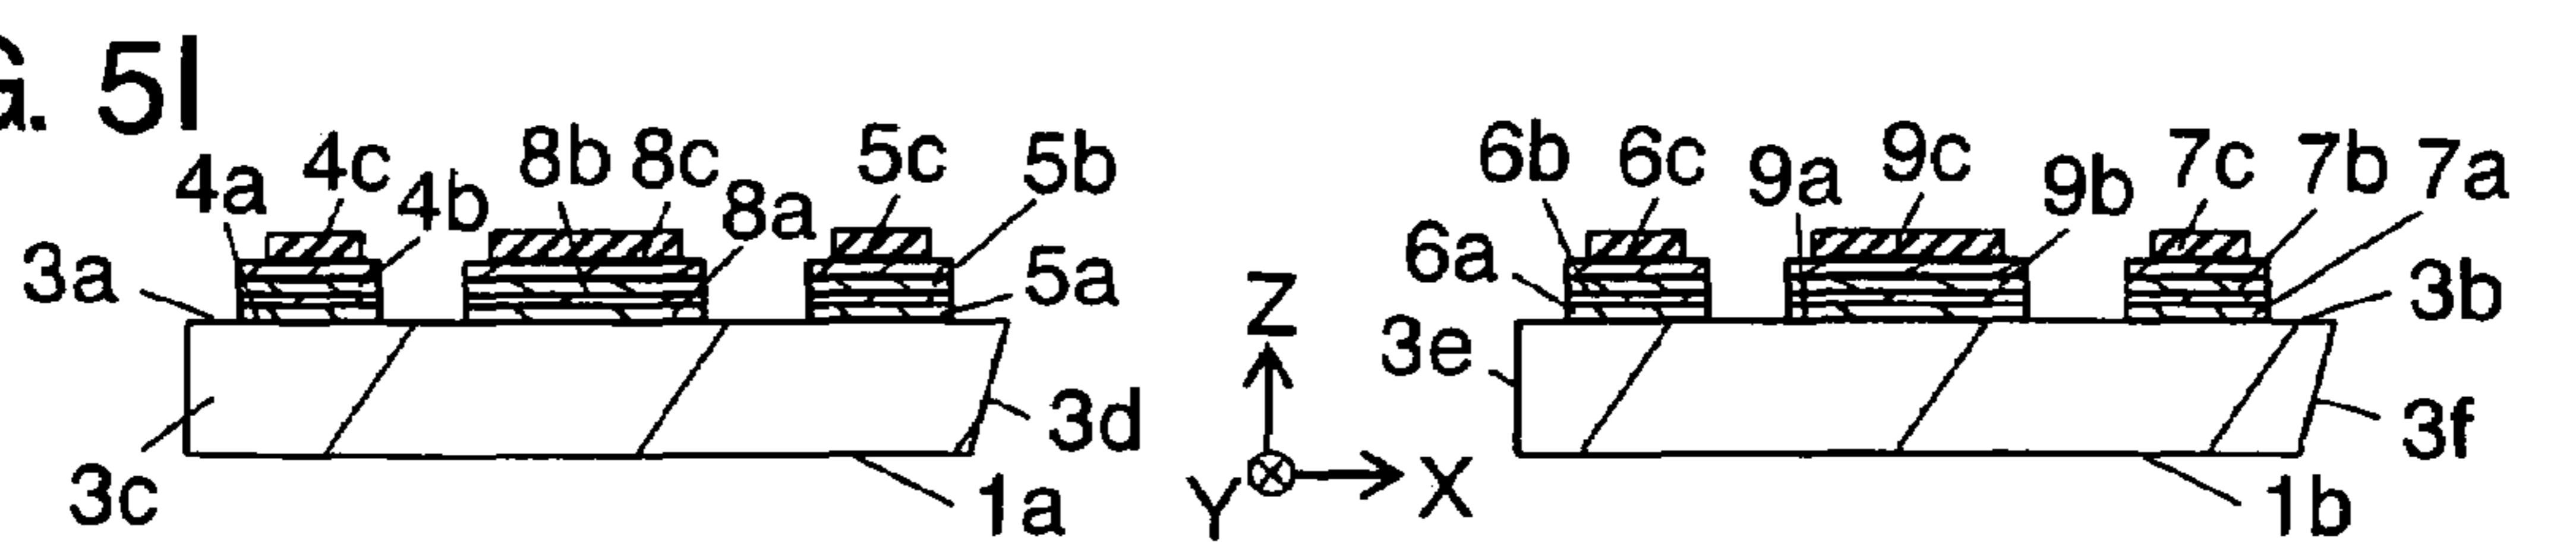 G. 5I
4a 4c 4b 8b 8c 8a 5c 5b
3a 5a
3c 3d
1a
Z
Y X
6b 6c 9a 9c 9b 7c 7b 7a
6a 3b
3e 3f
1b